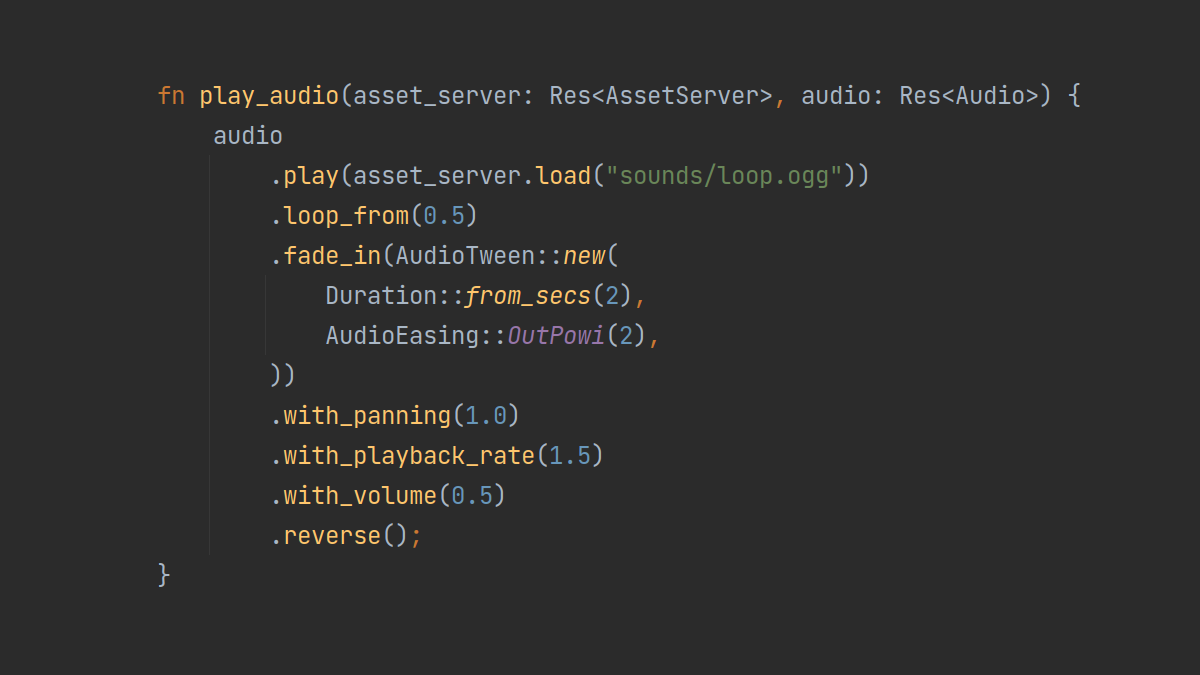 fn play_audio(asset_server: Res<AssetServer>, audio: Res<Audio>) {
    audio
        .play(asset_server.load("sounds/loop.ogg"))
        .loop_from(0.5)
        .fade_in(AudioTween::new(
            Duration::from_secs(2),
            AudioEasing::OutPowi(2),
        ))
        .with_panning(1.0)
        .with_playback_rate(1.5)
        .with_volume(0.5)
        .reverse();
}